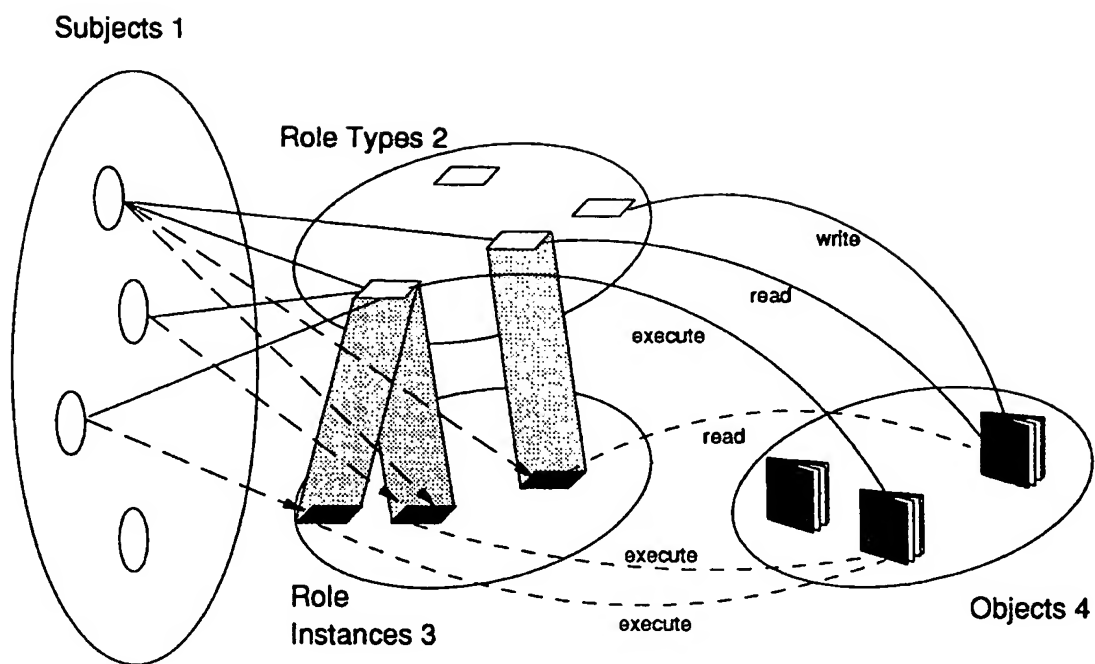 Subjects 1
Role Types 2
write
read
execute
read
execute
Role
Instances 3
execute
Objects 4